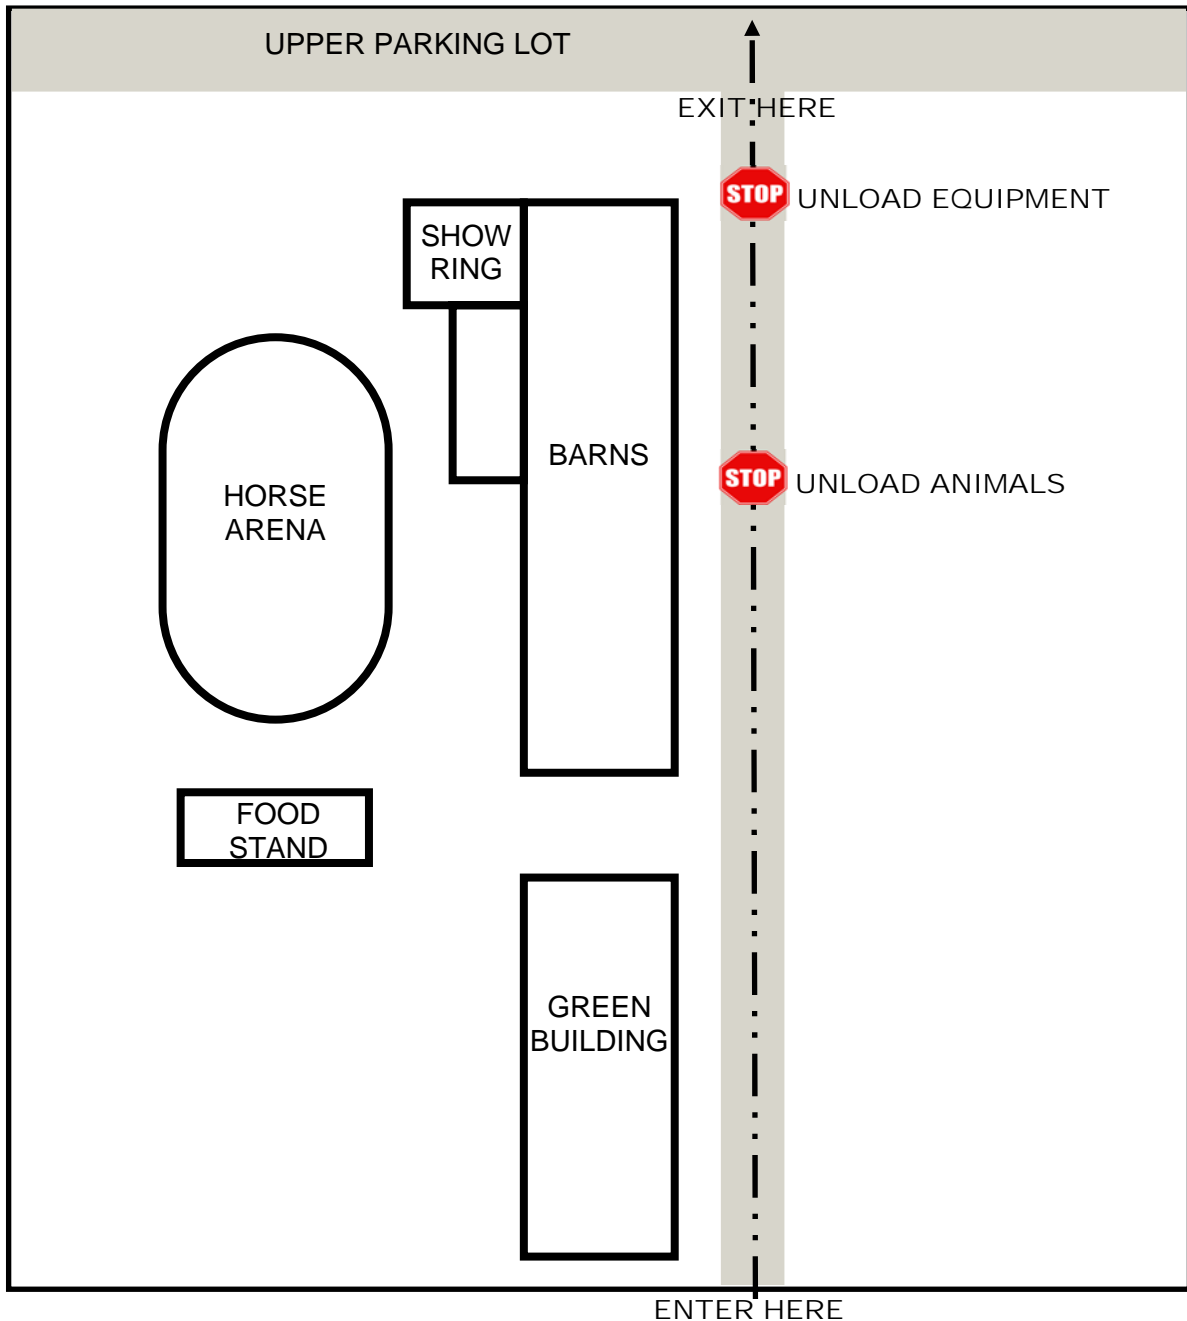 UPPER PARKING LOT
EXIT HERE
STOP UNLOAD EQUIPMENT
SHOW
RING
BARNS
STOP UNLOAD ANIMALS
HORSE
ARENA
FOOD
STAND
GREEN
BUILDING
ENTER HERE